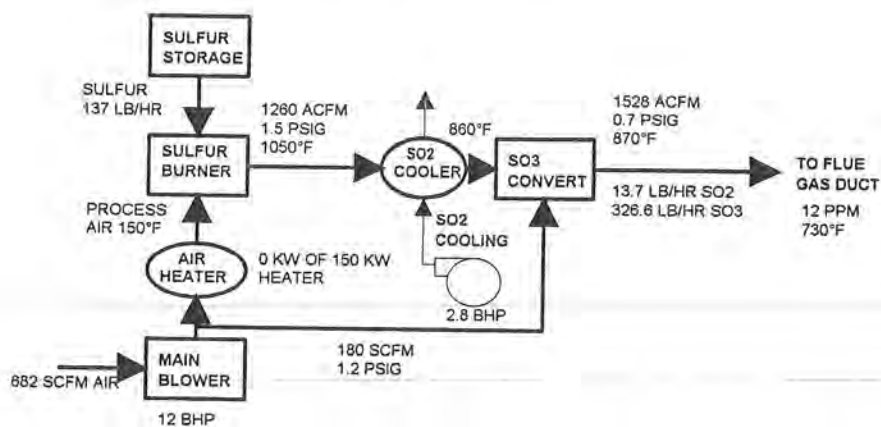 SULFUR
STORAGE
SULFUR
137 LB/HR
1260 ACFM
1.5 PSIG
1050°F
SULFUR
BURNER
860°F
SO2
COOLER
SO3
CONVERT
1528 ACFM
0.7 PSIG
870°F
TO FLUE
GAS DUCT
13.7 LB/HR SO2
326.6 LB/HR SO3
12 PPM
730°F
PROCESS
AIR 150°F
SO2
COOLING
AIR
HEATER
0 KW OF 150 KW
HEATER
2.8 BHP
180 SCFM
1.2 PSIG
682 SCFM AIR
MAIN
BLOWER
12 BHP